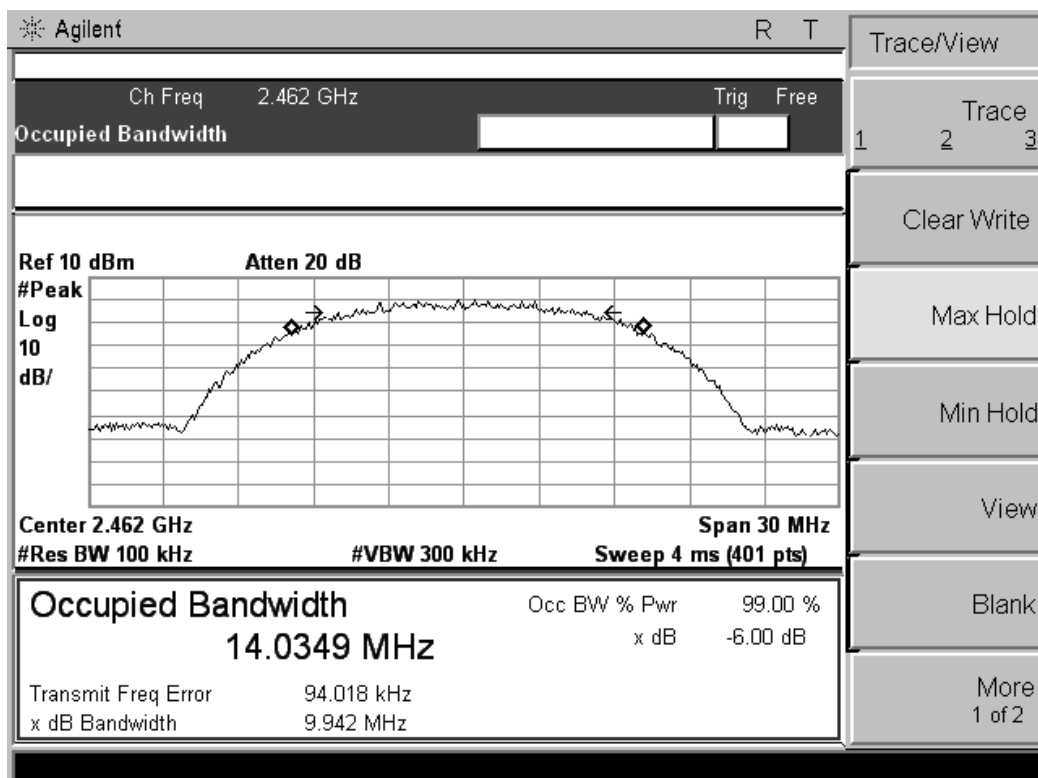 Agilent R T
Trace/View
Ch Freq 2.462 GHz Trig Free
Occupied Bandwidth
Trace
1 2 3
Clear Write
Ref 10 dBm Atten 20 dB
#Peak
Log
10
dB/
Max Hold
Min Hold
Center 2.462 GHz Span 30 MHz
#Res BW 100 kHz #VBW 300 kHz Sweep 4 ms (401 pts)
View
Occupied Bandwidth Occ BW % Pwr 99.00 %
14.0349 MHz x dB -6.00 dB
Blank
Transmit Freq Error 94.018 kHz
x dB Bandwidth 9.942 MHz
More
1 of 2